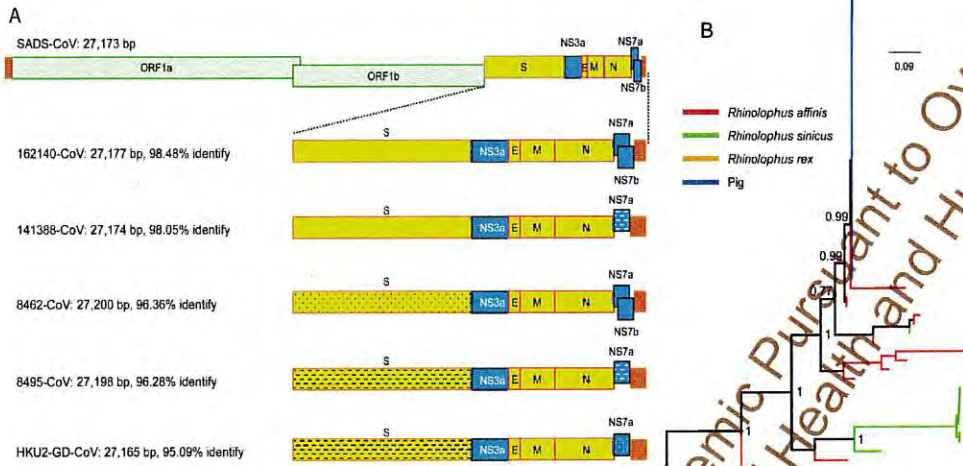 A
SADS-CoV: 27,173 bp
ORF1a
ORF1b
S
NS3a
E
M
N
NS7a
NS7b
162140-CoV: 27,177 bp, 98.48% identify
S
NS3a
E
M
N
NS7a
NS7b
141388-CoV: 27,174 bp, 98.05% identify
S
NS3a
E
M
N
NS7a
8462-CoV: 27,200 bp, 96.36% identify
S
NS3a
E
M
N
NS7a
NS7b
8495-CoV: 27,198 bp, 96.28% identify
S
NS3a
E
M
N
NS7a
HKU2-GD-CoV: 27,165 bp, 95.09% identify
S
NS3a
E
M
N
NS7a
B
0.09
Rhinolophus affinis
Rhinolophus sinicus
Rhinolophus rex
Pig
0.99
0.99
0.77
1
1
1
1
Pursuant to
Health and